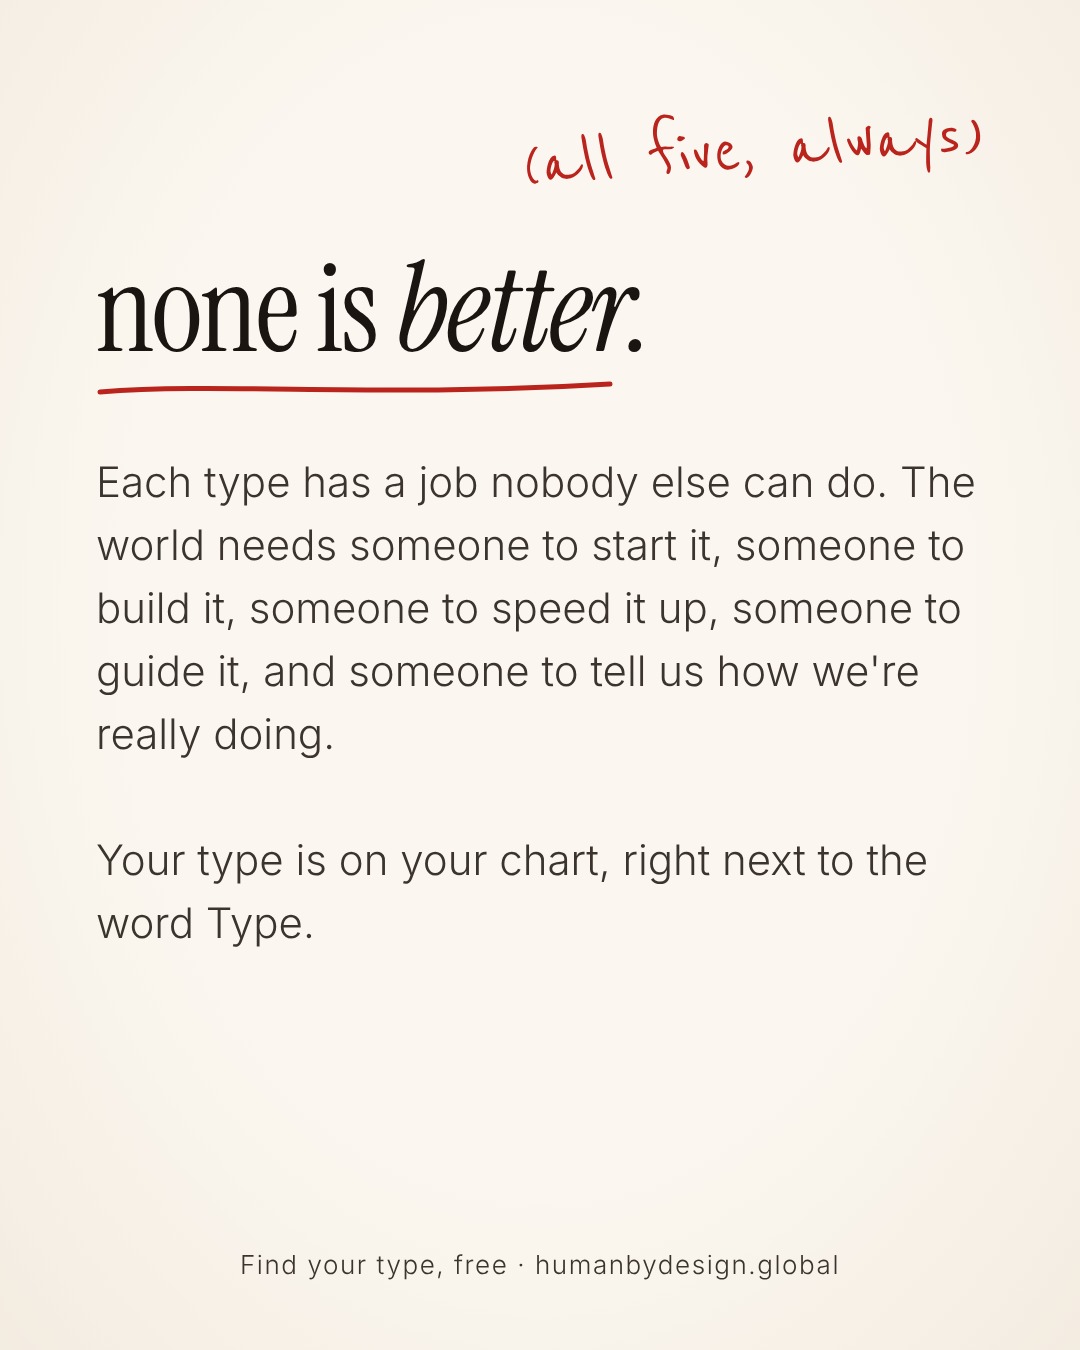 (all five, always)
none is better.
Each type has a job nobody else can do. The
world needs someone to start it, someone to
build it, someone to speed it up, someone to
guide it, and someone to tell us how we're
really doing.
Your type is on your chart, right next to the
word Type.
Find your type, free · humanbydesign.global